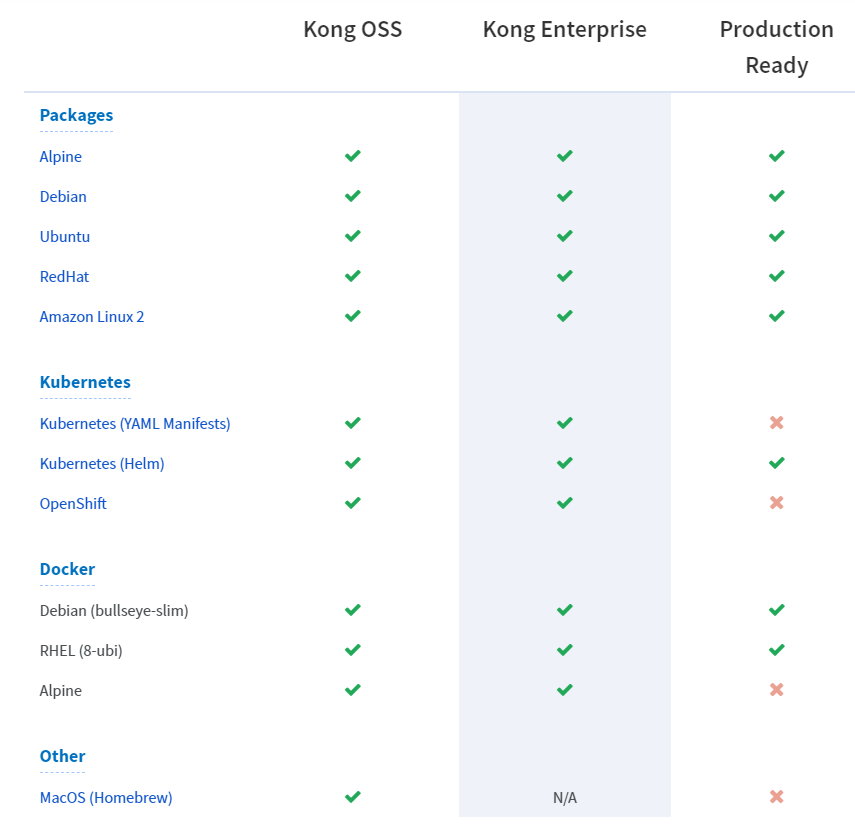 Kong OSS Kong Enterprise Production
Ready
Packages
Alpine
Debian
Ubuntu
RedHat
Amazon Linux 2
Kubernetes
Kubernetes (YAML Manifests)
Kubernetes (Helm)
OpenShift
Docker
Debian (bullseye-slim)
RHEL (8-ubi)
Alpine
Other
MacOS (Homebrew) N/A